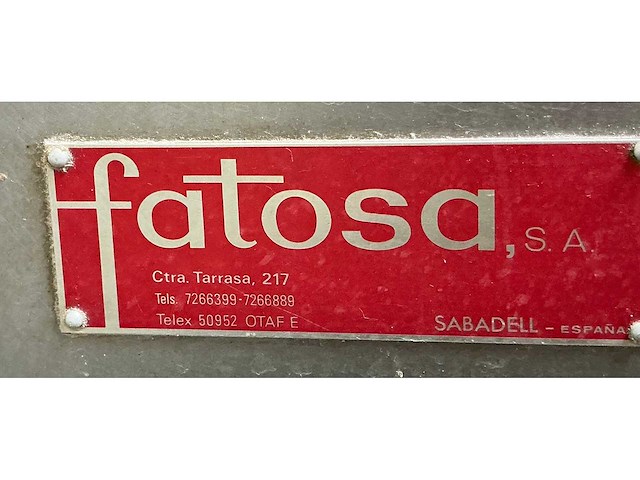 fatosa, S.A.
Ctra. Tarrasa, 217
Tels. 7266399-7266889
Telex 50952 OTAF E
SABADELL - ESPAÑA